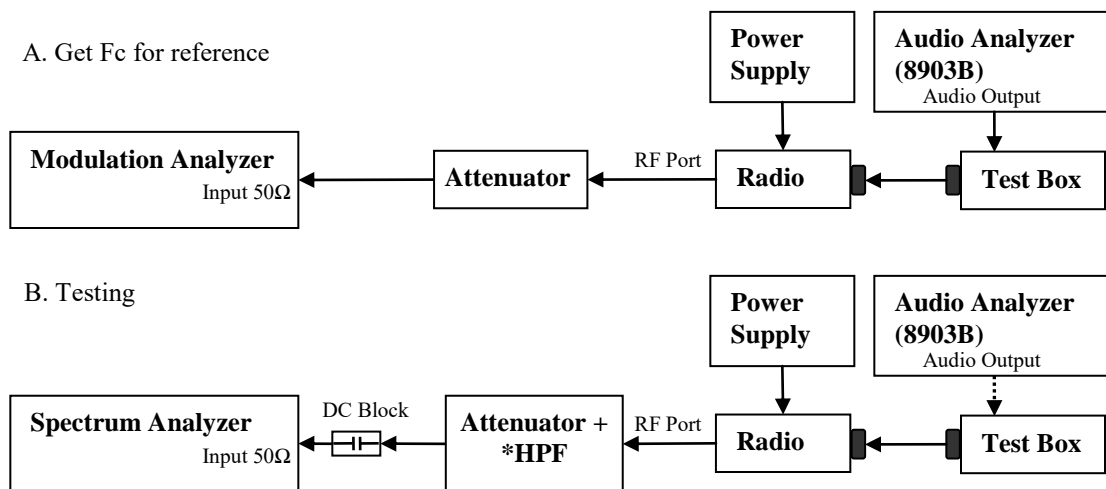 A. Get Fc for reference
Power
Supply
Audio Analyzer
(8903B)
Audio Output
Modulation Analyzer
Input 50Ω
Attenuator
RF Port
Radio
Test Box
B. Testing
Power
Supply
Audio Analyzer
(8903B)
Audio Output
Spectrum Analyzer
Input 50Ω
DC Block
Attenuator +
*HPF
RF Port
Radio
Test Box